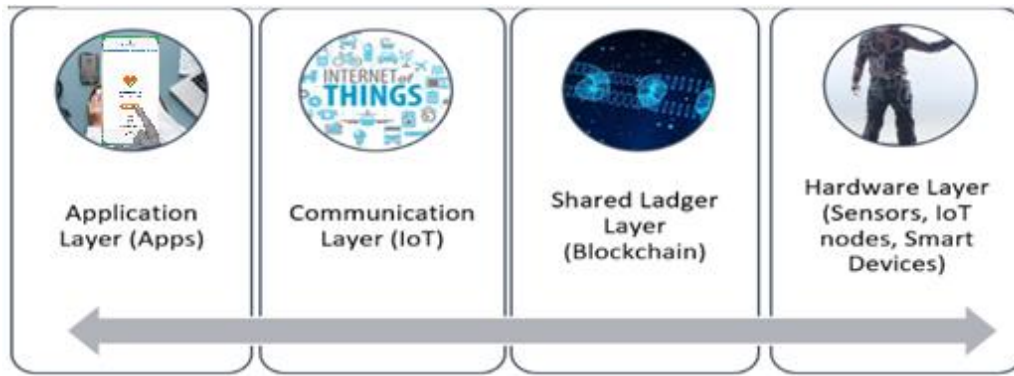 Application
Layer (Apps)
INTERNET of
THINGS
Communication
Layer (IoT)
Shared Ladger
Layer
(Blockchain)
Hardware Layer
(Sensors, IoT
nodes, Smart
Devices)